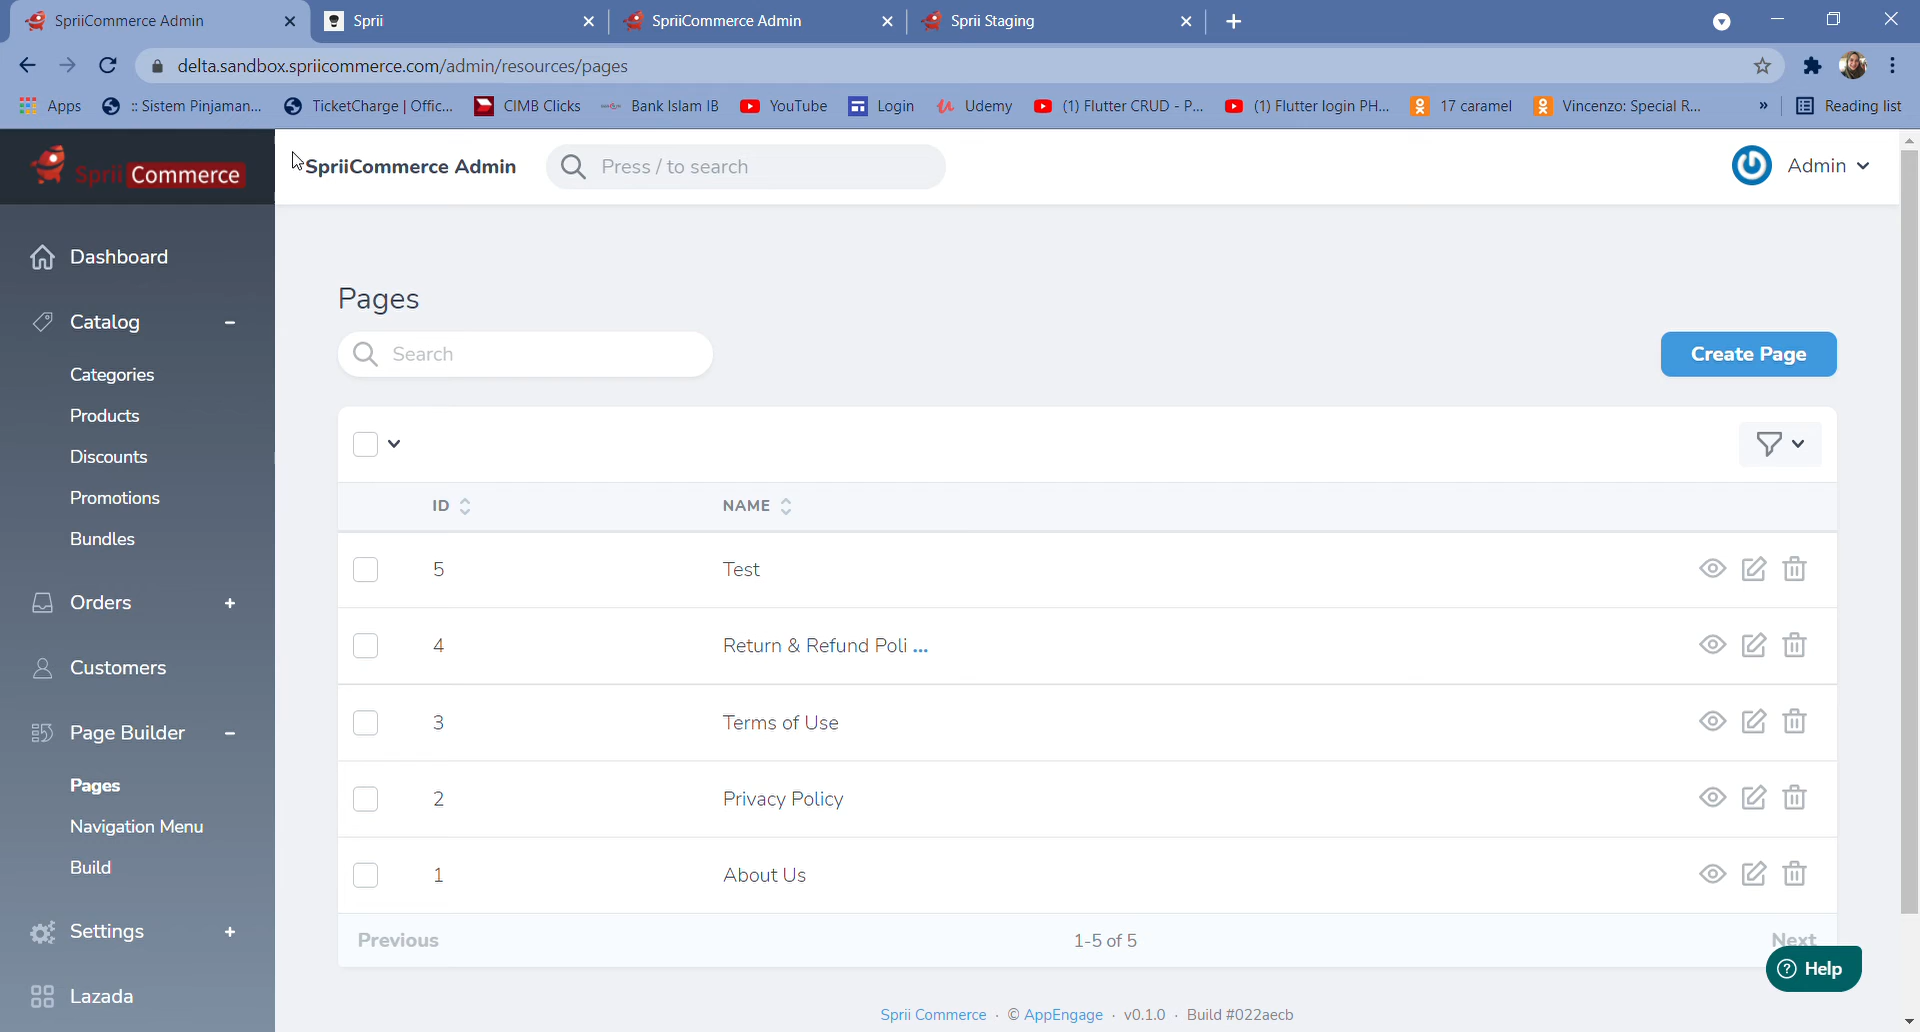 SpriiCommerce Admin
Sprii
SpriiCommerce Admin
Sprii Staging
delta.sandbox.spriicommerce.com/admin/resources/pages
Apps
:: Sistem Pinjaman...
TicketCharge | Offic...
CIMB Clicks
Bank Islam IB
YouTube
Login
Udemy
(1) Flutter CRUD - P...
(1) Flutter login PH...
17 caramel
Vincenzo: Special R...
»
Reading list
Sprii Commerce
SpriiCommerce Admin
Press / to search
Admin
Dashboard
Catalog
Categories
Products
Discounts
Promotions
Bundles
Orders
Customers
Page Builder
Pages
Navigation Menu
Build
Settings
Lazada
Pages
Search
Create Page
ID NAME
5 Test
4 Return & Refund Poli ...
3 Terms of Use
2 Privacy Policy
1 About Us
Previous 1-5 of 5 Next
Help
Sprii Commerce · © AppEngage · v0.1.0 · Build #022aecb